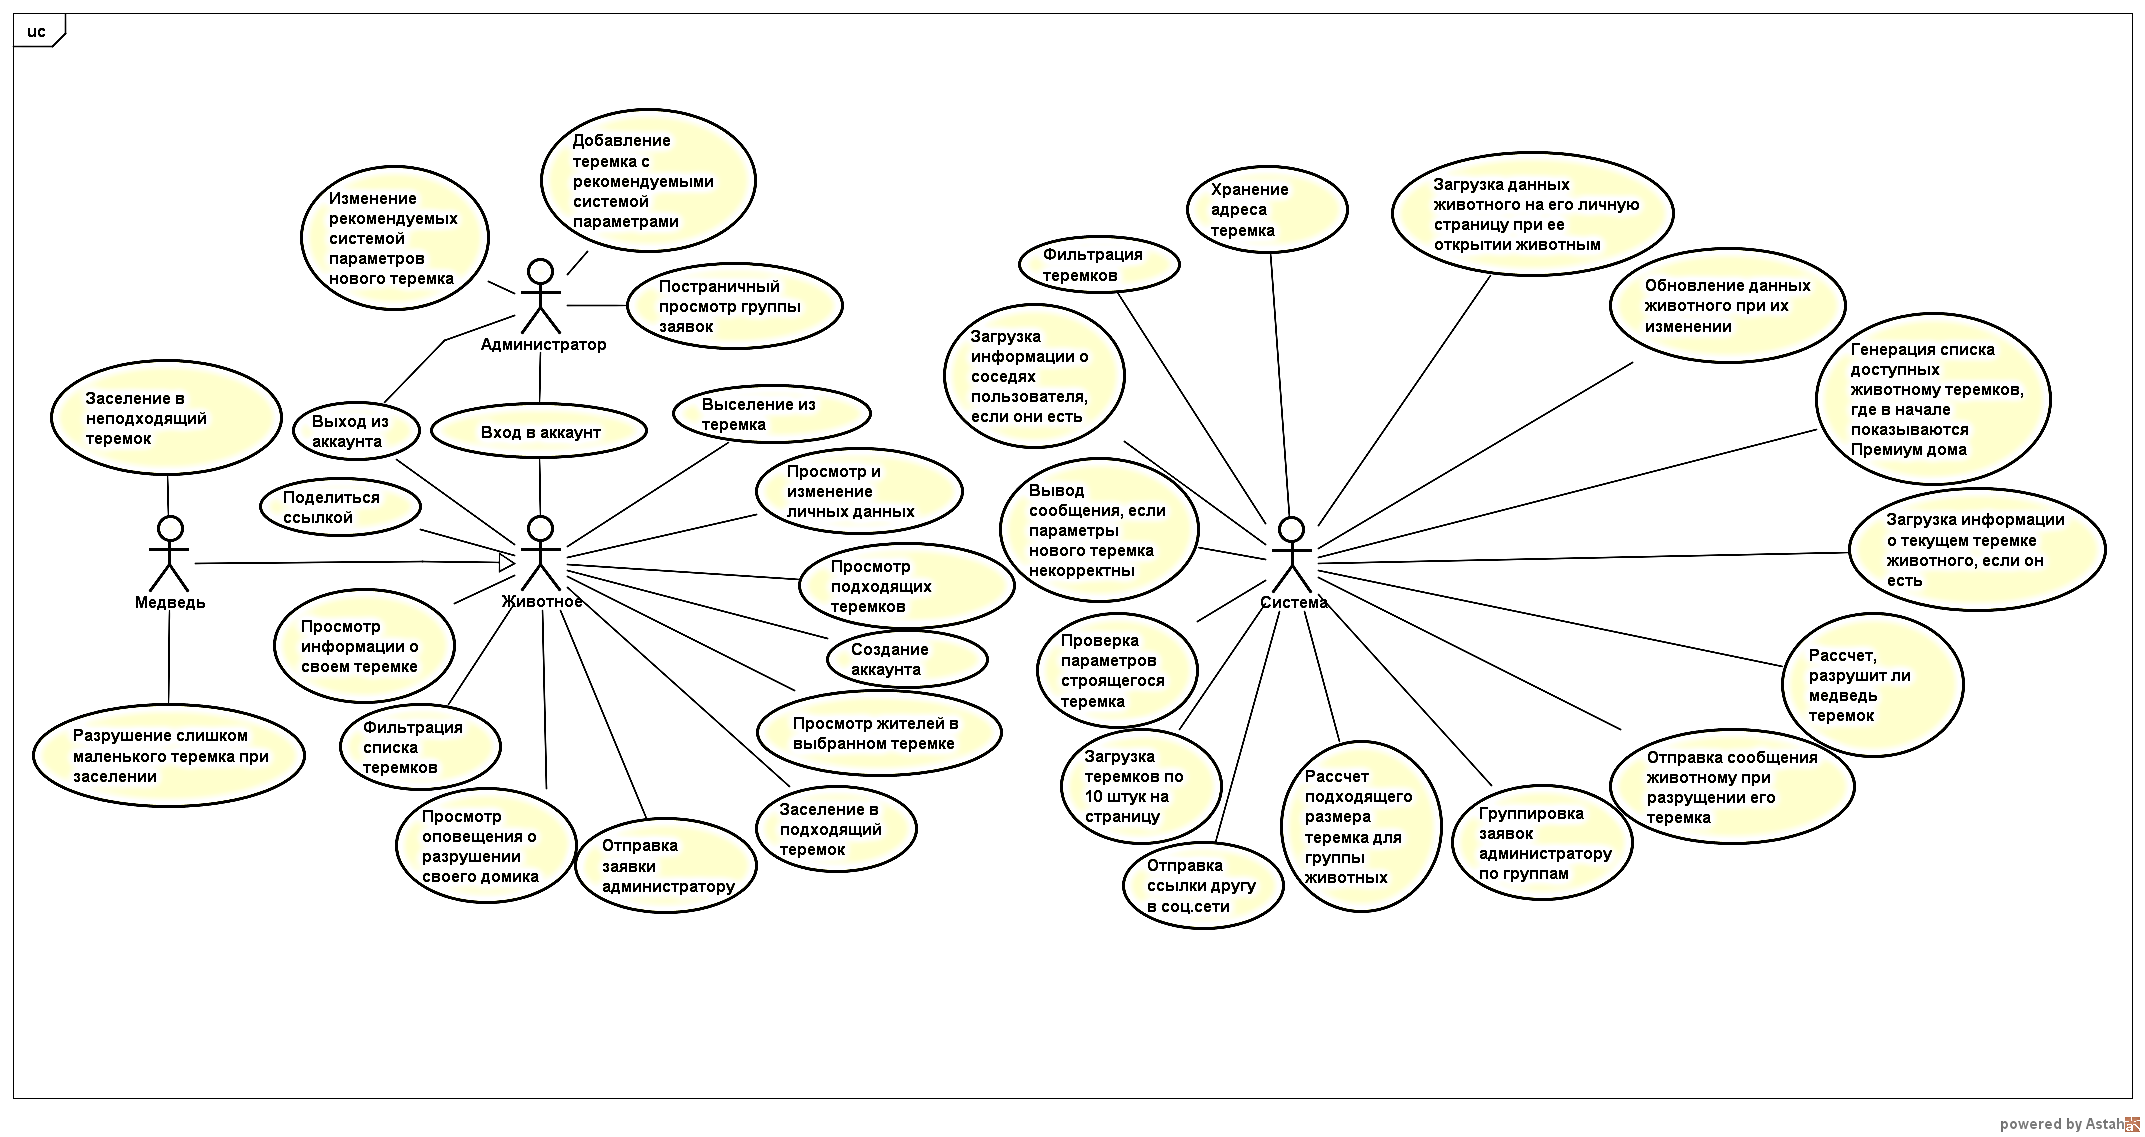 uc
Добавление
теремка с
рекомендуемыми
системой
параметрами
Изменение
рекомендуемых
системой
параметров
нового теремка
Постраничный
просмотр группы
заявок
Администратор
Заселение в
неподходящий
теремок
Выход из
аккаунта
Вход в аккаунт
Выселение из
теремка
Поделиться
ссылкой
Просмотр и
изменение
личных данных
Медведь
Животное
Просмотр
подходящих
теремков
Просмотр
информации о
своем теремке
Создание
аккаунта
Разрушение слишком
маленького теремка при
заселении
Фильтрация
списка
теремков
Просмотр жителей в
выбранном теремке
Просмотр
оповещения о
разрушении
своего домика
Отправка
заявки
администратору
Заселение в
подходящий
теремок
Хранение
адреса
теремка
Загрузка данных
животного на его личную
страницу при ее
открытии животным
Фильтрация
теремков
Обновление данных
животного при их
изменении
Загрузка
информации о
соседях
пользователя,
если они есть
Генерация списка
доступных
животному теремков,
где в начале
показываются
Премиум дома
Вывод
сообщения, если
параметры
нового теремка
некорректны
Загрузка информации
о текущем теремке
животного, если он
есть
Система
Проверка
параметров
строящегося
теремка
Рассчет,
разрушит ли
медведь
теремок
Загрузка
теремков по
10 штук на
страницу
Отправка сообщения
животному при
разрущении его
теремка
Рассчет
подходящего
размера
теремка для
группы
животных
Группировка
заявок
администратору
по группам
Отправка
ссылки другу
в соц.сети
powered by Astah